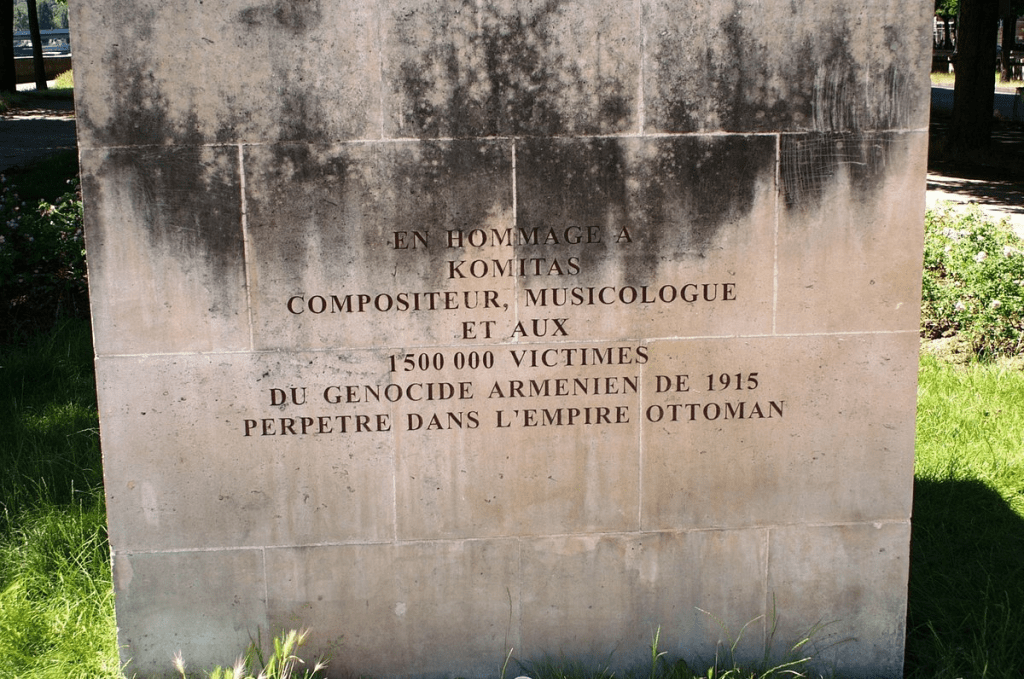 EN HOMMAGE A
KOMITAS
COMPOSITEUR, MUSICOLOGUE
ET AUX
1500 000 VICTIMES
DU GENOCIDE ARMENIEN DE 1915
PERPETRE DANS L'EMPIRE OTTOMAN